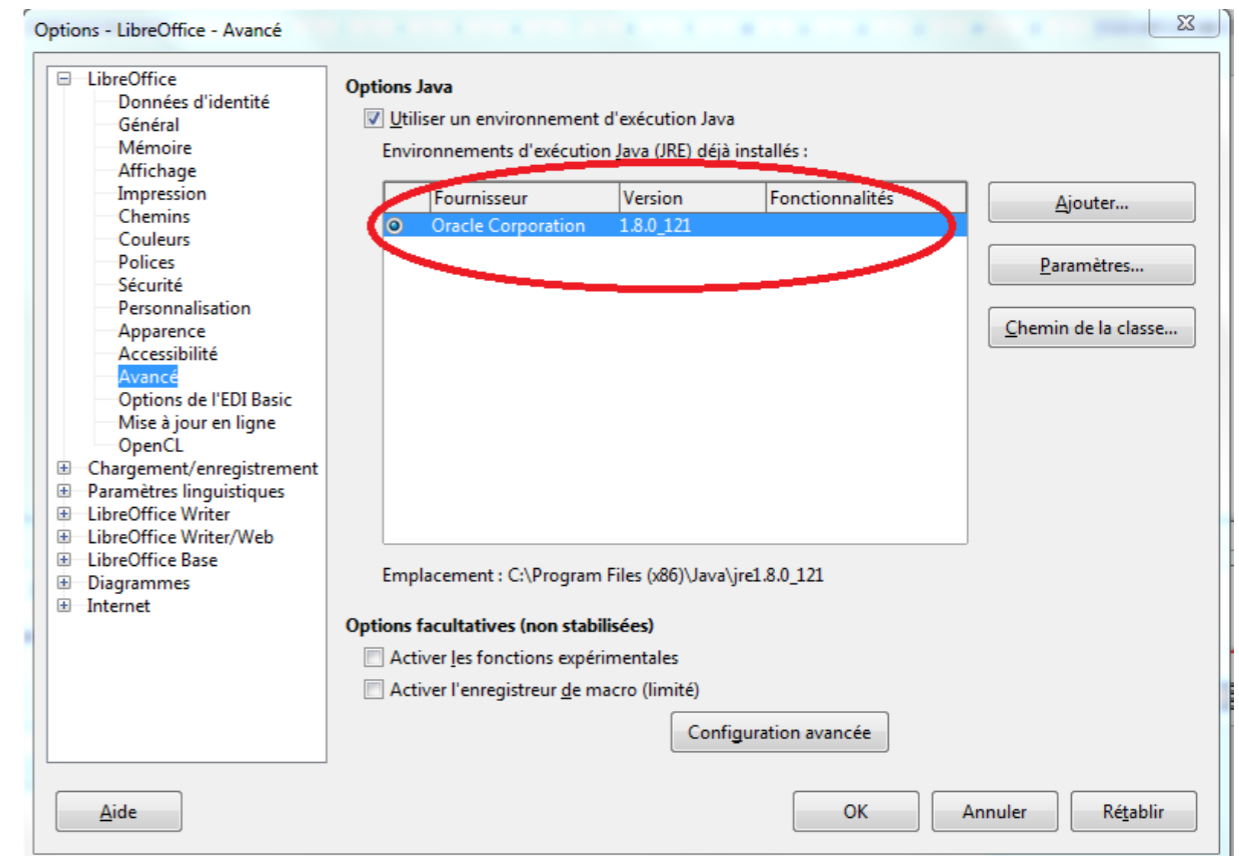 Options - LibreOffice - Avancé
LibreOffice
Données d'identité
Général
Mémoire
Affichage
Impression
Chemins
Couleurs
Polices
Sécurité
Personnalisation
Apparence
Accessibilité
Avancé
Options de l'EDI Basic
Mise à jour en ligne
OpenCL
Chargement/enregistrement
Paramètres linguistiques
LibreOffice Writer
LibreOffice Writer/Web
LibreOffice Base
Diagrammes
Internet
Options Java
Utiliser un environnement d'exécution Java
Environnements d'exécution Java (JRE) déjà installés :
Fournisseur Version Fonctionnalités
Oracle Corporation 1.8.0_121
Ajouter...
Paramètres...
Chemin de la classe...
Emplacement : C:\Program Files (x86)\Java\jre1.8.0_121
Options facultatives (non stabilisées)
Activer les fonctions expérimentales
Activer l'enregistreur de macro (limité)
Configuration avancée
Aide OK Annuler Rétablir